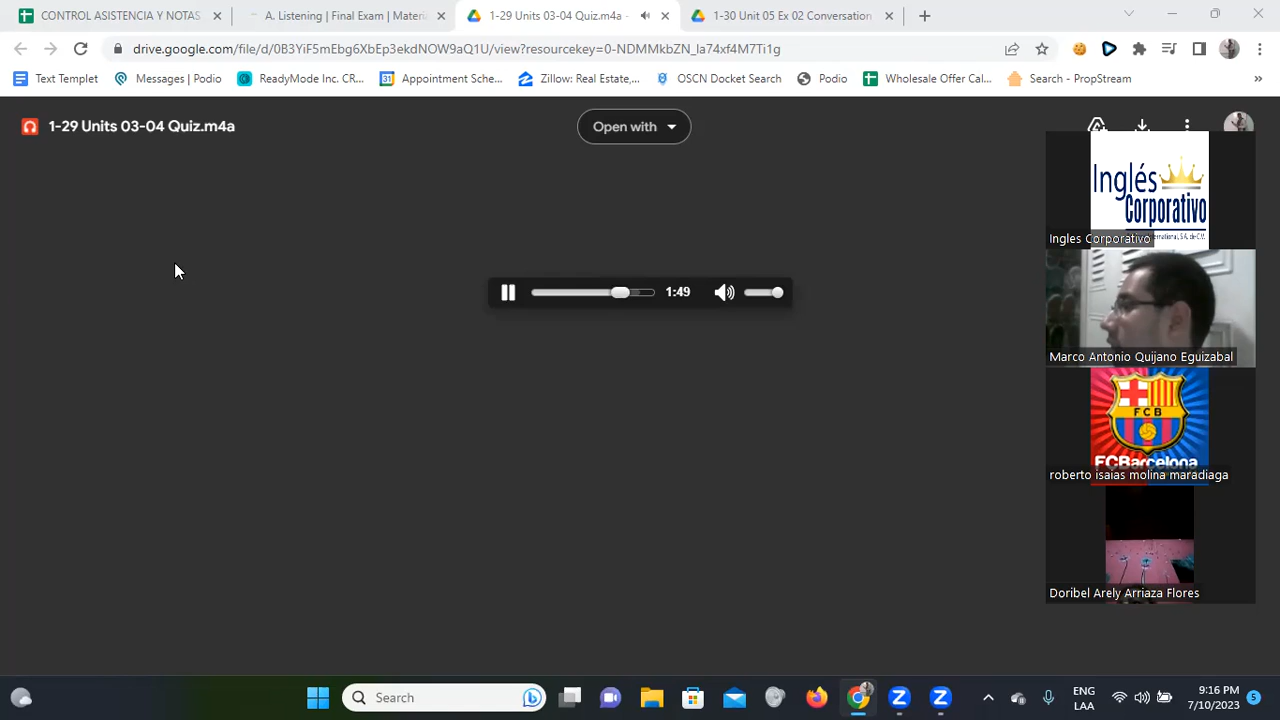 CONTROL ASISTENCIA Y NOTAS
A. Listening | Final Exam | Materi
1-29 Units 03-04 Quiz.m4a -
1-30 Unit 05 Ex 02 Conversation
drive.google.com/file/d/0B3YiF5mEbg6XbEp3ekdNOW9aQ1U/view?resourcekey=0-NDMMkbZN_la74xf4M7Ti1g
Text Templet
Messages | Podio
ReadyMode Inc. CR...
31
Appointment Sche...
Zillow: Real Estate,...
OSCN Docket Search
Podio
Wholesale Offer Cal...
Search - PropStream
»
1-29 Units 03-04 Quiz.m4a
Open with
Inglés
Corporativo
Ingles Corporativo
1:49
Marco Antonio Quijano Eguizabal
FCB
FCBarcelona
roberto isaias molina maradiaga
Doribel Arely Arriaza Flores
Search
ENG
LAA
9:16 PM
7/10/2023
5